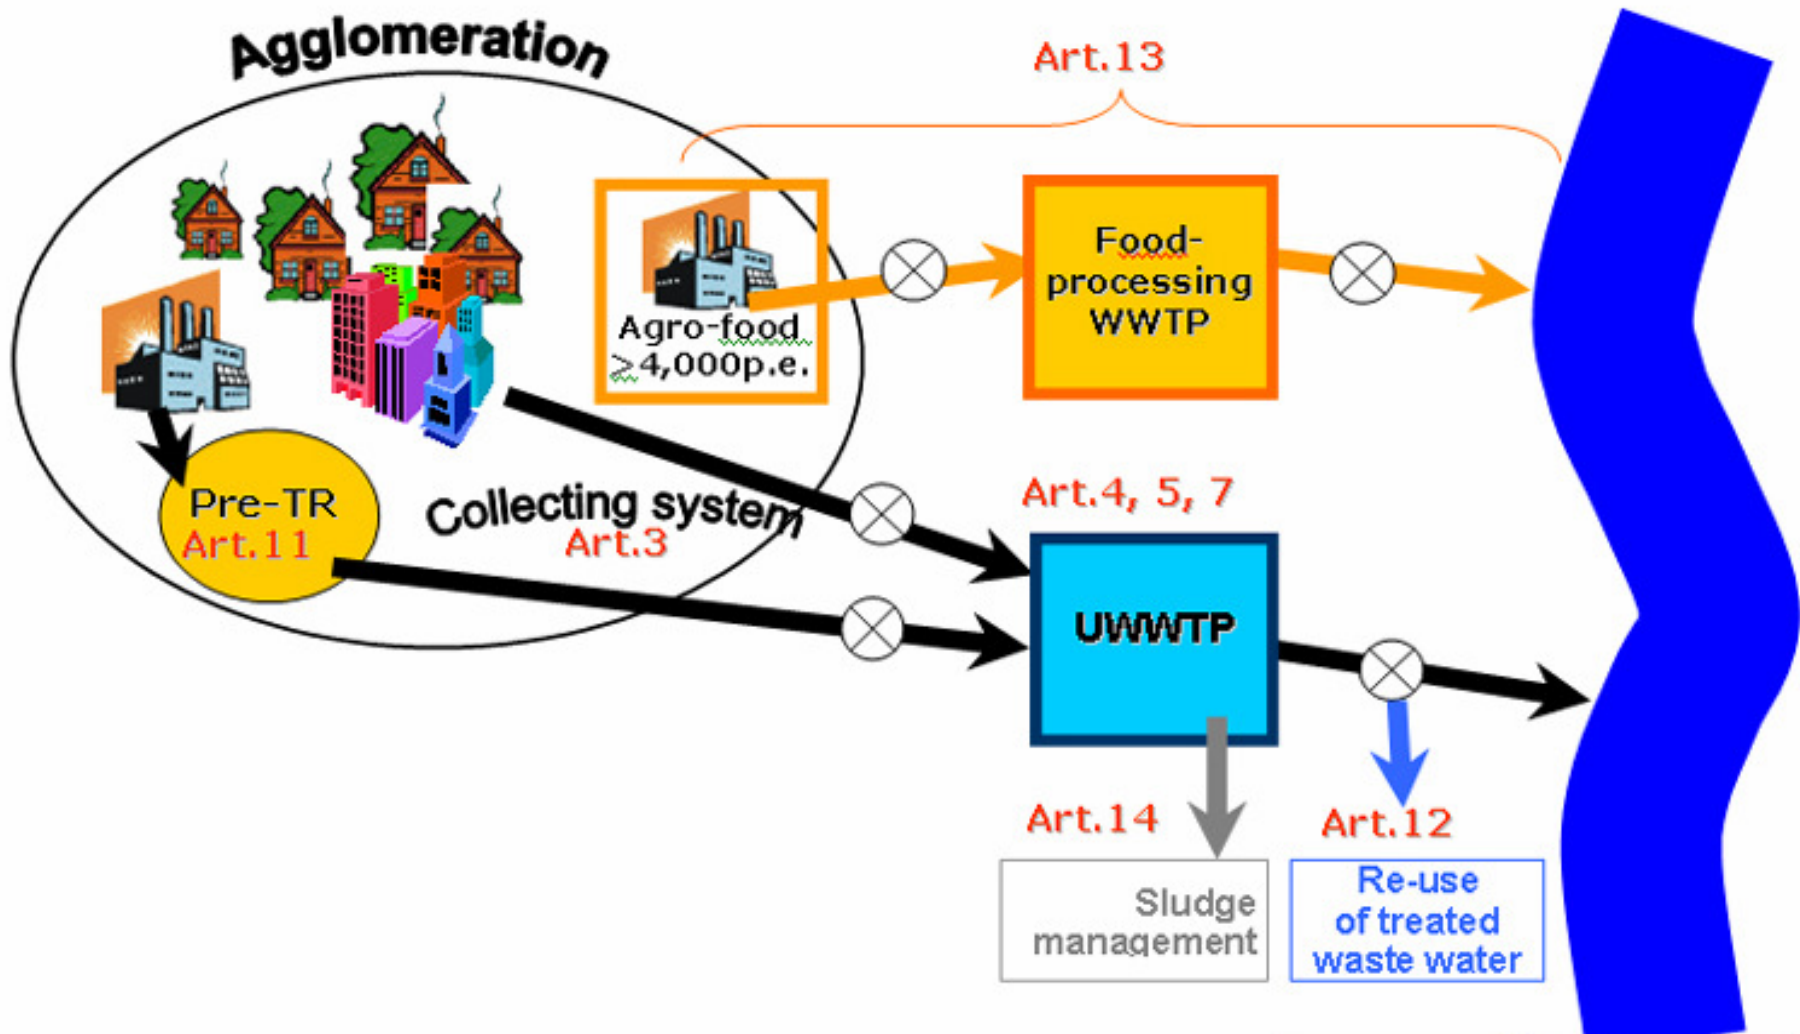 Agglomeration
Art.13
Agro-food
≥4,000p.e.
Food-
processing
WWTP
Pre-TR
Art.11
Collecting system
Art.3
Art.4, 5, 7
UWWTP
Art.14
Sludge
management
Art.12
Re-use
of treated
waste water